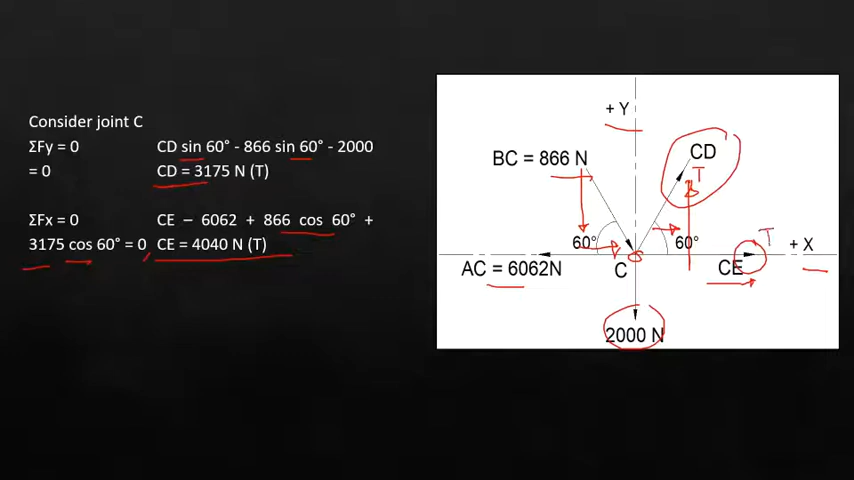 Consider joint C
ΣFy = 0 CD sin 60° - 866 sin 60° - 2000
= 0 CD = 3175 N (T)
ΣFx = 0 CE – 6062 + 866 cos 60° +
3175 cos 60° = 0 CE = 4040 N (T)
+ Y
BC = 866 N
CD
T
60°
60°
T
+ X
AC = 6062N
C
CE
2000 N